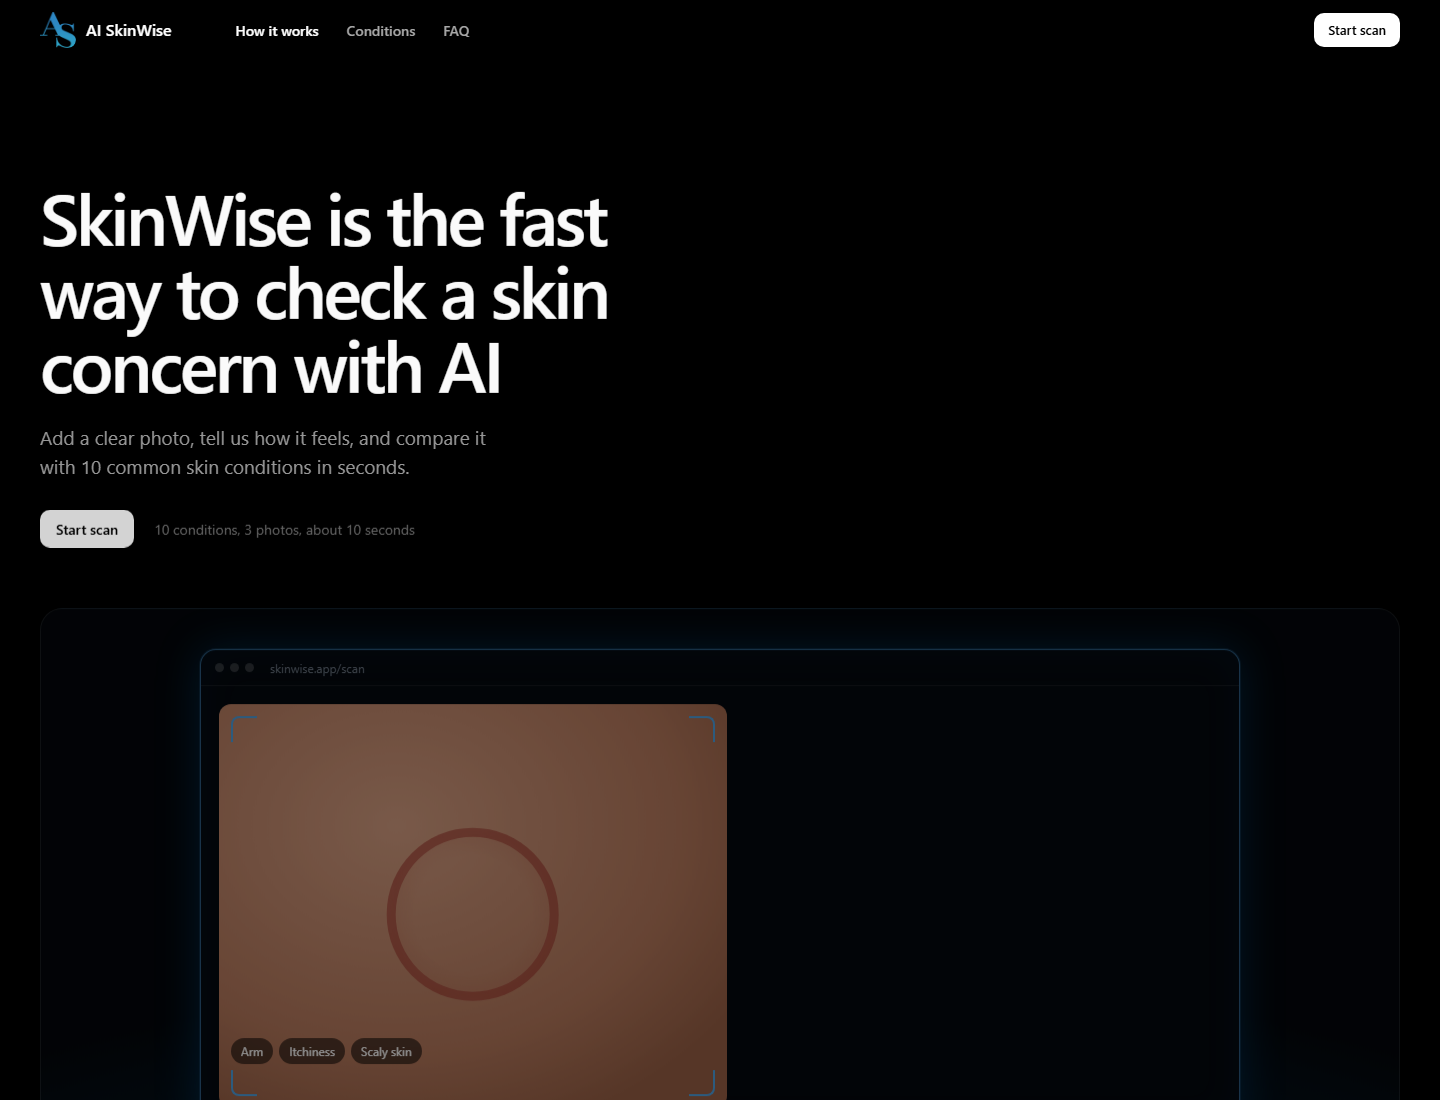 AS AI SkinWise
How it works
Conditions
FAQ
Start scan
SkinWise is the fast
way to check a skin
concern with AI
Add a clear photo, tell us how it feels, and compare it
with 10 common skin conditions in seconds.
Start scan
10 conditions, 3 photos, about 10 seconds
skinwise.app/scan
Arm
Itchiness
Scaly skin